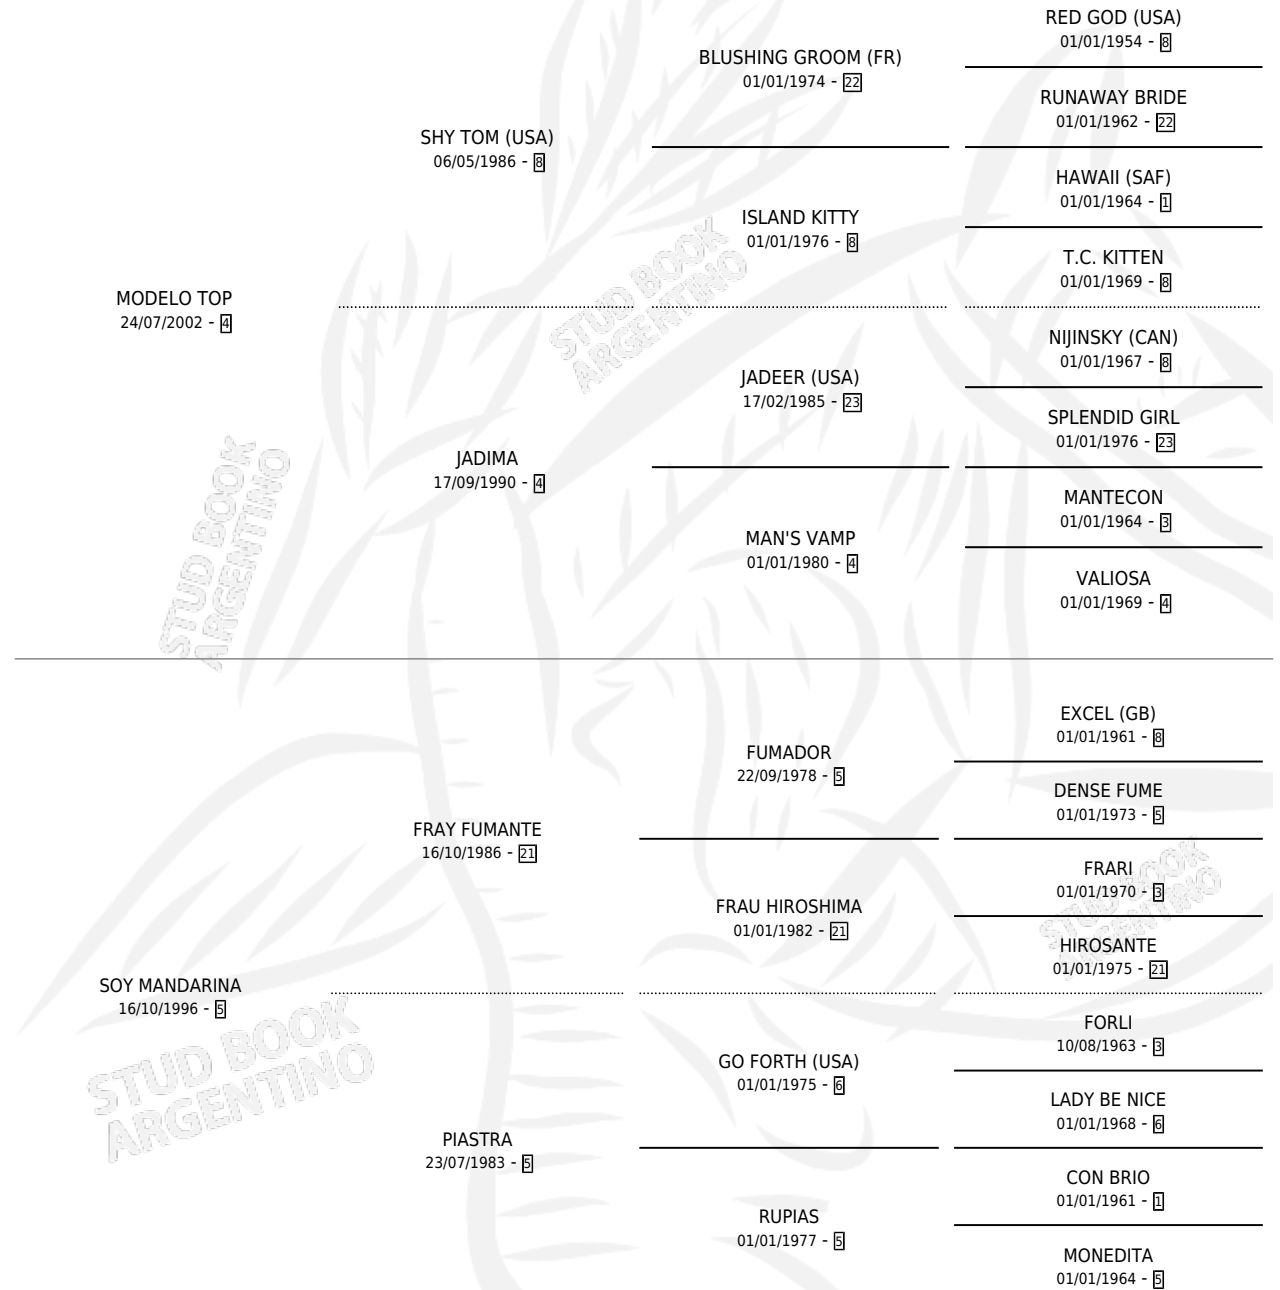 RED GOD (USA)
01/01/1954 - 8
BLUSHING GROOM (FR)
01/01/1974 - 22
RUNAWAY BRIDE
01/01/1962 - 22
SHY TOM (USA)
06/05/1986 - 8
HAWAII (SAF)
01/01/1964 - 1
ISLAND KITTY
01/01/1976 - 8
T.C. KITTEN
01/01/1969 - 8
STUD BOOK
ARGENTINO
MODELO TOP
24/07/2002 - 4
NIJINSKY (CAN)
01/01/1967 - 8
JADEER (USA)
17/02/1985 - 23
SPLENDID GIRL
01/01/1976 - 23
JADIMA
17/09/1990 - 4
MANTECON
01/01/1964 - 3
MAN'S VAMP
01/01/1980 - 4
VALIOSA
01/01/1969 - 4
STUD BOOK
ARGENTINO
EXCEL (GB)
01/01/1961 - 8
FUMADOR
22/09/1978 - 5
DENSE FUME
01/01/1973 - 5
FRAY FUMANTE
16/10/1986 - 21
FRARI
01/01/1970 - 3
FRAU HIROSHIMA
01/01/1982 - 21
HIROSANTE
01/01/1975 - 21
STUD BOOK
ARGENTINO
SOY MANDARINA
16/10/1996 - 5
FORLI
10/08/1963 - 3
GO FORTH (USA)
01/01/1975 - 6
LADY BE NICE
01/01/1968 - 6
STUD BOOK
ARGENTINO
PIASTRA
23/07/1983 - 5
CON BRIO
01/01/1961 - 1
RUPIAS
01/01/1977 - 5
MONEDITA
01/01/1964 - 5